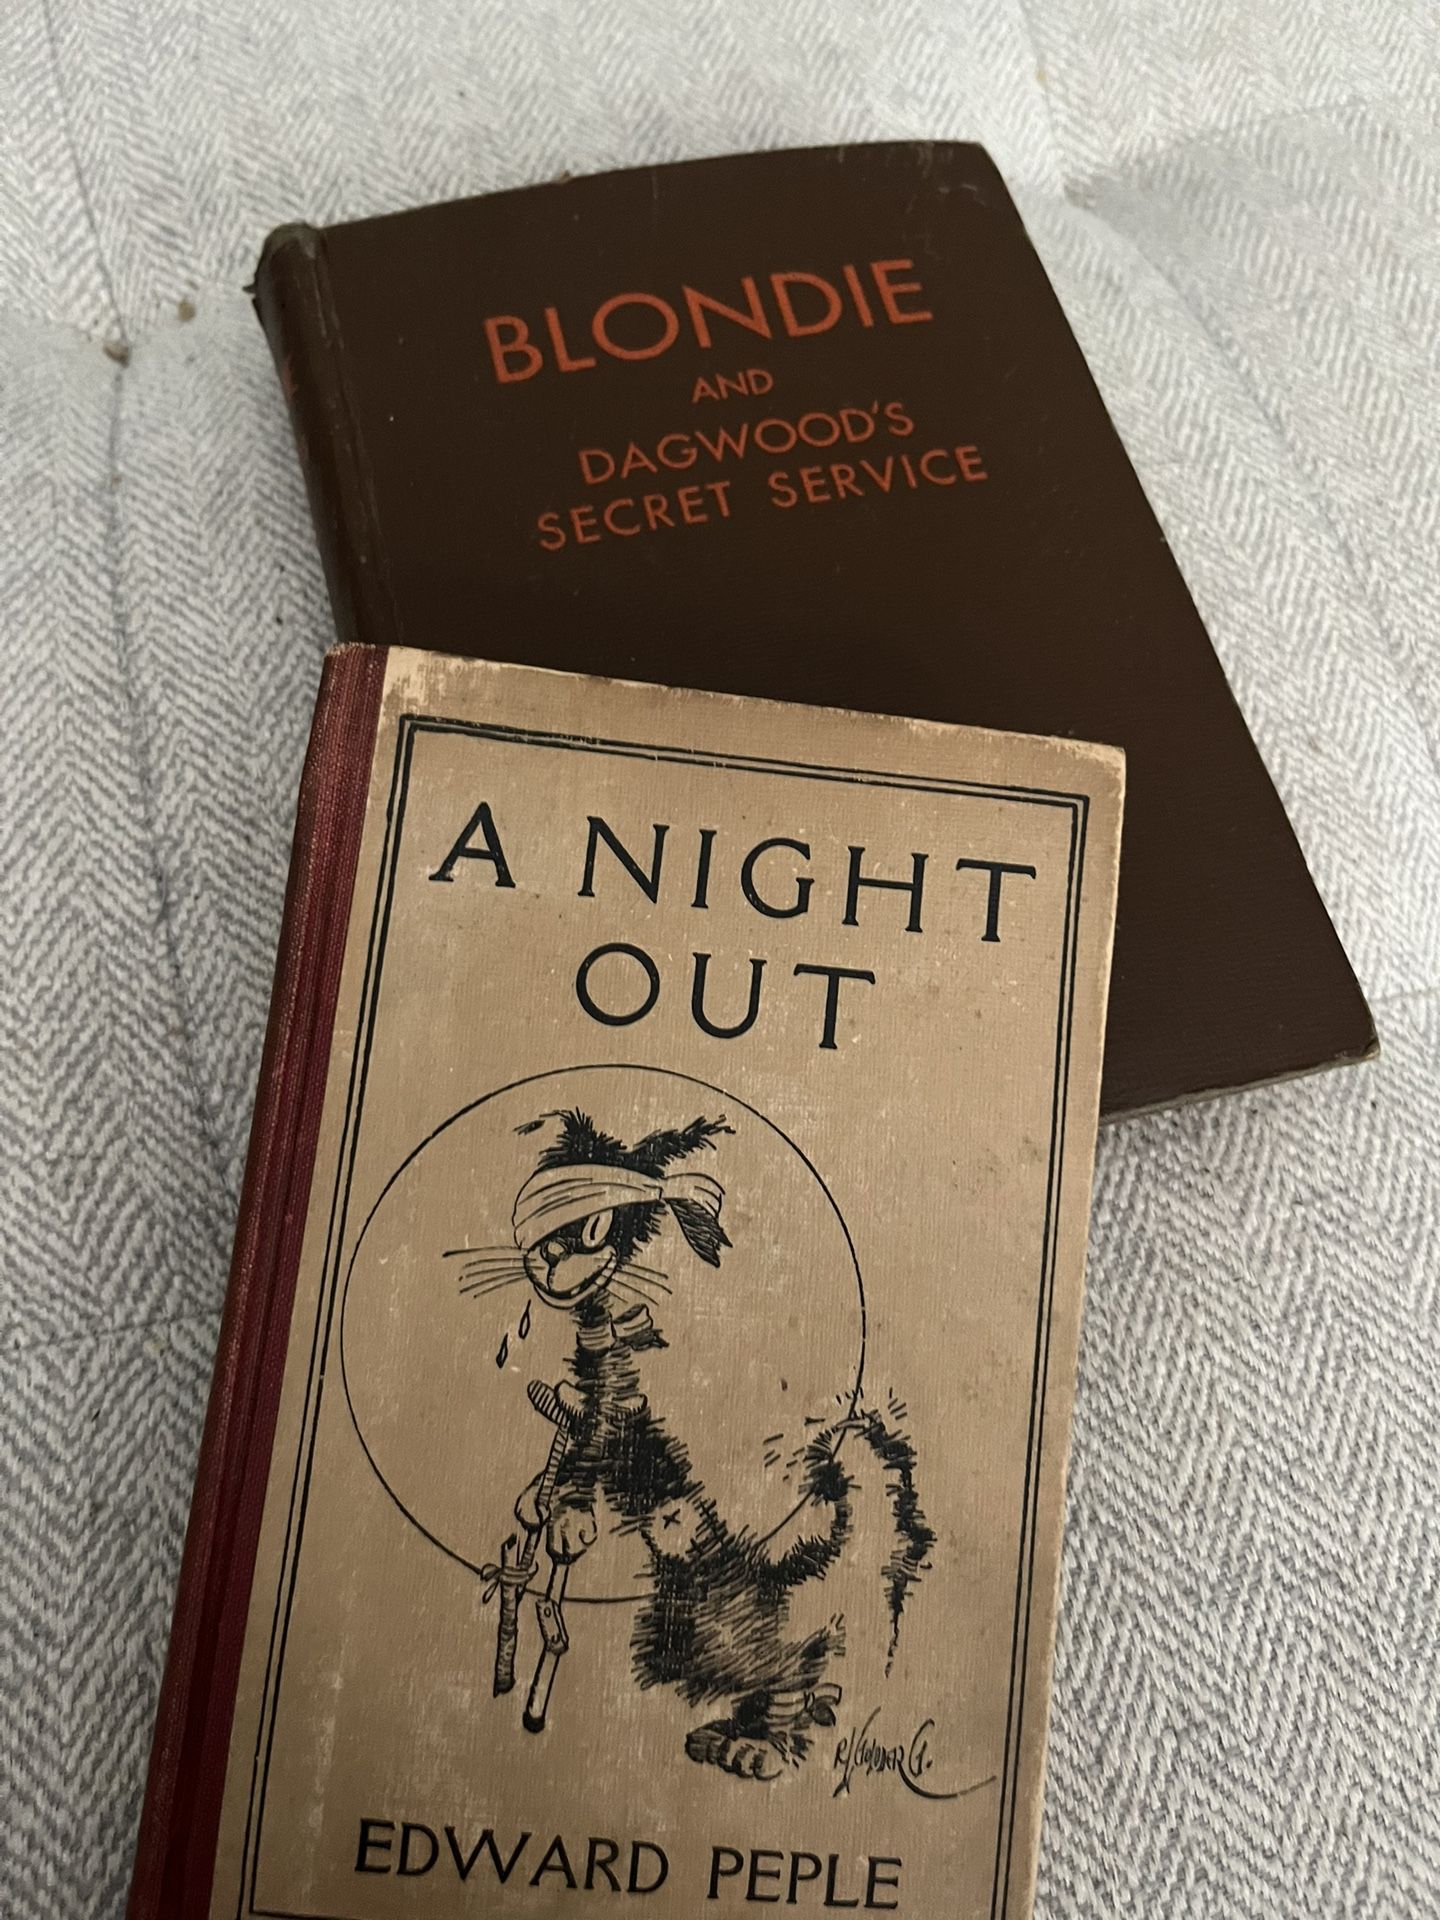 BLONDIE
AND
DAGWOOD'S
SECRET SERVICE
A NIGHT
OUT
EDWARD PEPLE